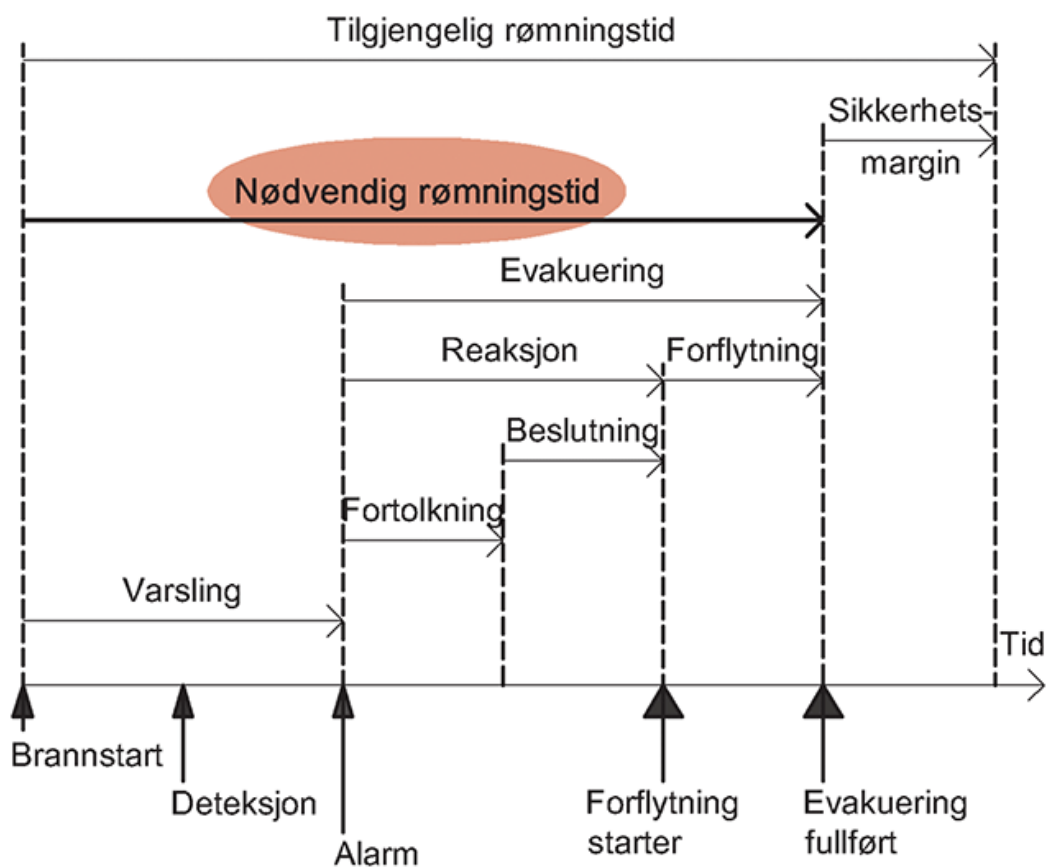 Tilgjengelig rømningstid
Sikkerhets-
margin
Nødvendig rømningstid
Evakuering
Reaksjon
Forflytning
Beslutning
Fortolkning
Varsling
Tid
Brannstart
Deteksjon
Alarm
Forflytning
starter
Evakuering
fullført